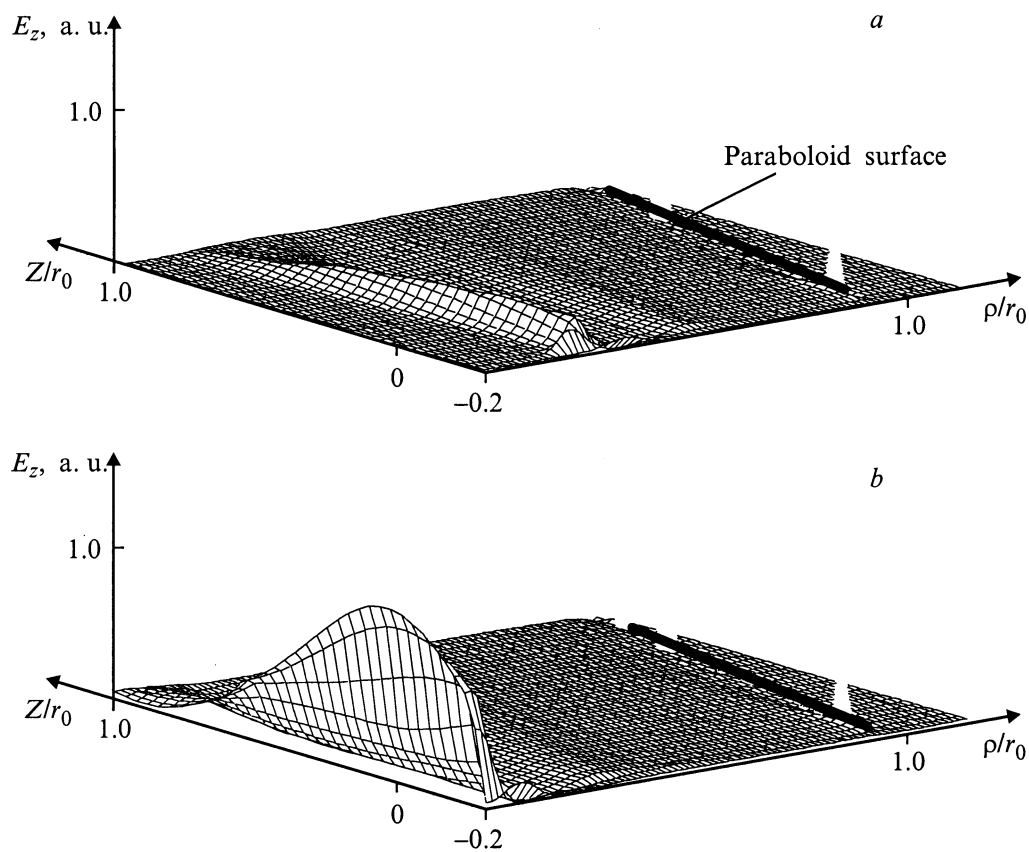 E_z, a. u.
a
1.0
Paraboloid surface
Z/r_0
1.0
ρ/r_0
1.0
0
−0.2
E_z, a. u.
b
1.0
Z/r_0
1.0
ρ/r_0
1.0
0
−0.2